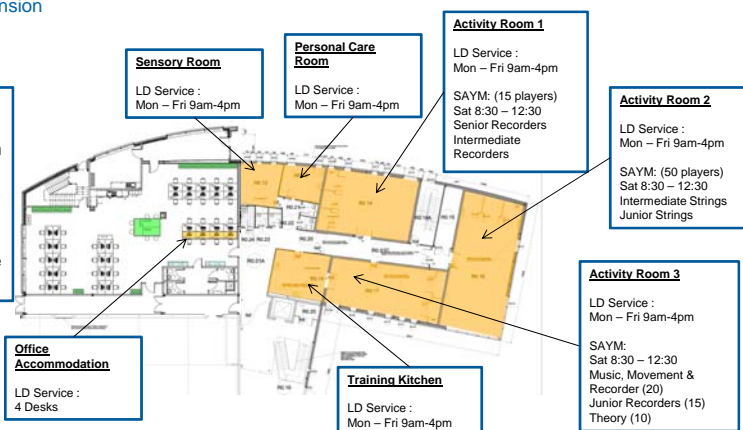 nsion
Sensory Room
LD Service :
Mon – Fri 9am-4pm
Personal Care
Room
LD Service :
Mon – Fri 9am-4pm
Activity Room 1
LD Service :
Mon – Fri 9am-4pm
SAYM: (15 players)
Sat 8:30 – 12:30
Senior Recorders
Intermediate
Recorders
Activity Room 2
LD Service :
Mon – Fri 9am-4pm
SAYM: (50 players)
Sat 8:30 – 12:30
Intermediate Strings
Junior Strings
Activity Room 3
LD Service :
Mon – Fri 9am-4pm
SAYM:
Sat 8:30 – 12:30
Music, Movement &
Recorder (20)
Junior Recorders (15)
Theory (10)
Office
Accommodation
LD Service :
4 Desks
Training Kitchen
LD Service :
Mon – Fri 9am-4pm